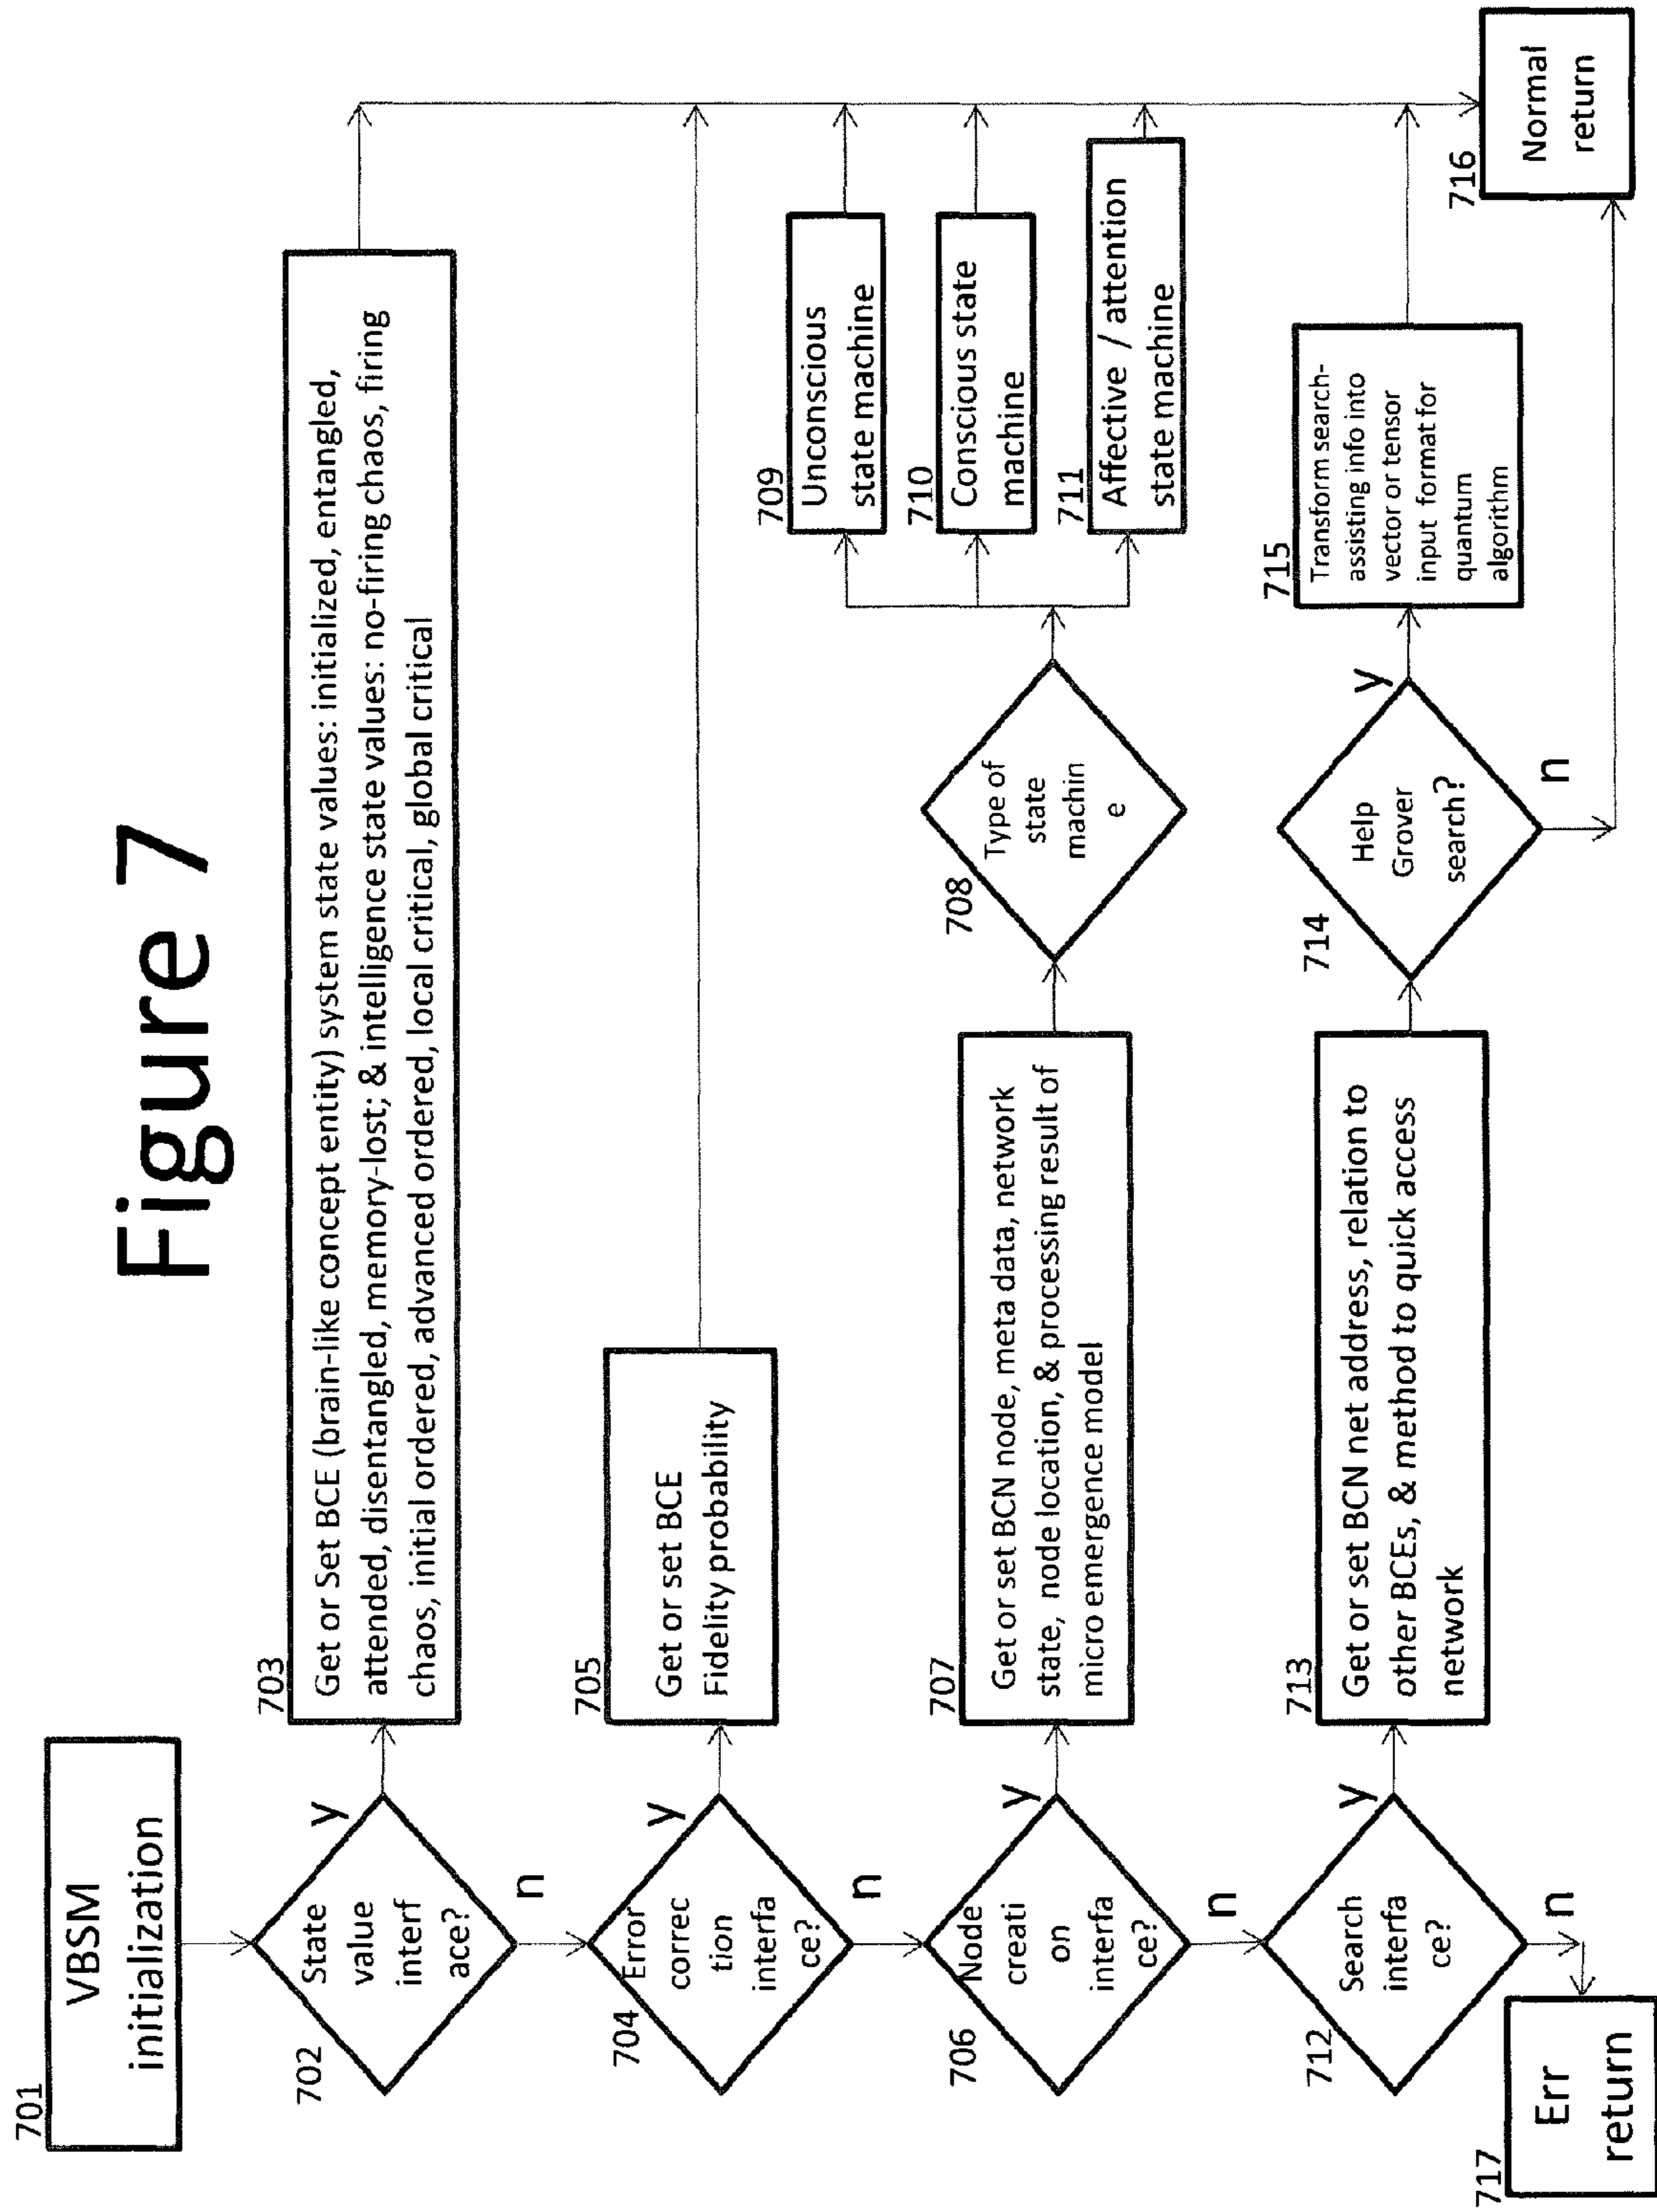 Figure 7
701
VBSM
initialization
702
State
value
interf
ace?
y
n
703
Get or Set BCE (brain-like concept entity) system state values: initialized, entangled,
attended, disentangled, memory-lost; & intelligence state values: no-firing chaos, firing
chaos, initial ordered, advanced ordered, local critical, global critical
704
Error
correc
tion
interfa
ce?
y
n
705
Get or set BCE
Fidelity probability
706
Node
creati
on
interfa
ce?
y
n
707
Get or set BCN node, meta data, network
state, node location, & processing result of
micro emergence model
708
Type of
state
machin
e
709
Unconscious
state machine
710
Conscious state
machine
711
Affective / attention
state machine
712
Search
interfa
ce?
y
n
713
Get or set BCN net address, relation to
other BCEs, & method to quick access
network
714
Help
Grover
search?
y
n
715
Transform search-
assisting info into
vector or tensor
input format for
quantum
algorithm
716
Normal
return
717
Err
return